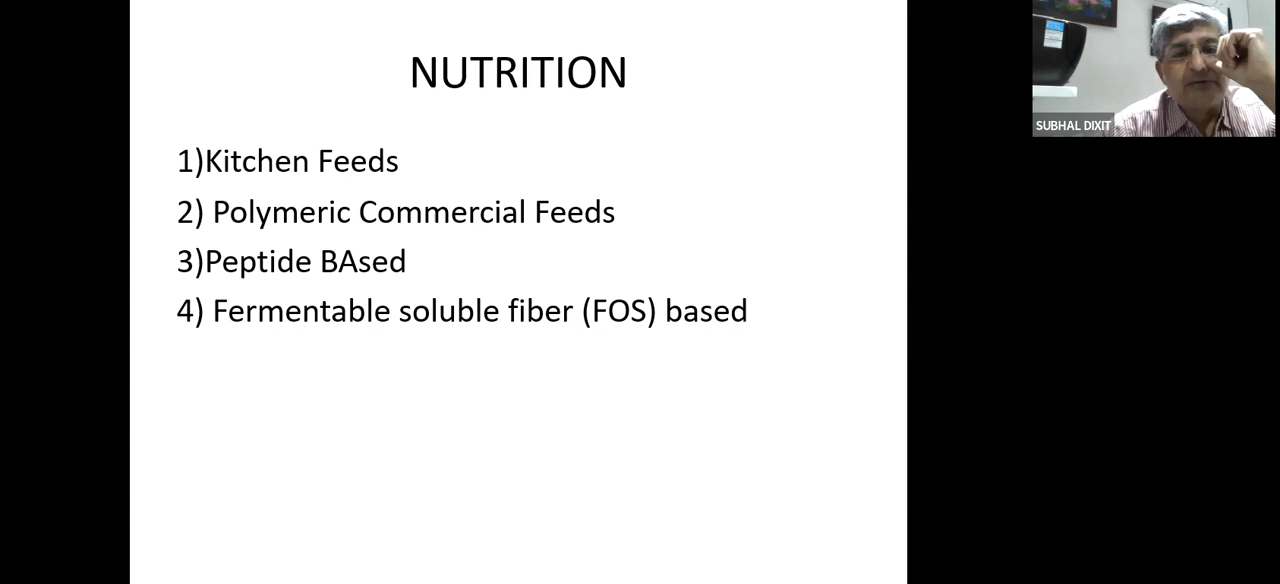 NUTRITION
1)Kitchen Feeds
2) Polymeric Commercial Feeds
3)Peptide BAsed
4) Fermentable soluble fiber (FOS) based
SUBHAL DIXIT